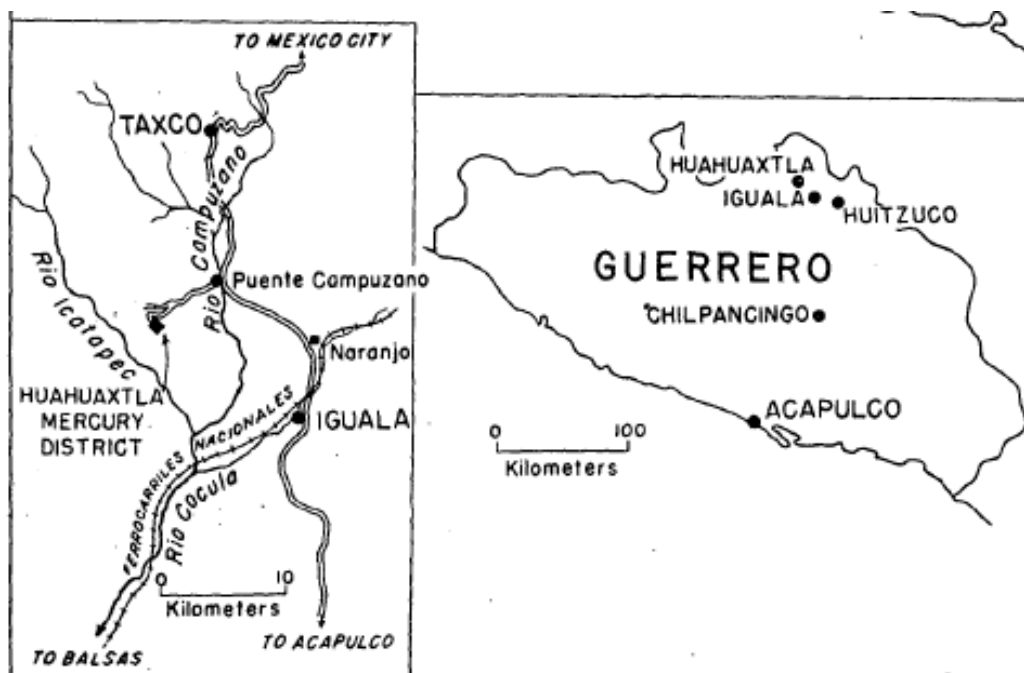 TO MEXICO CITY
TAXCO
Rio Campuzano
Puente Campuzano
Rio Icatapec
Naranjo
HUAHUAXTLA
MERCURY
DISTRICT
IGUALA
FERROCARRILES NACIONALES
Rio Cocula
0 10
Kilometers
TO BALSAS
TO ACAPULCO
HUAHUAXTLA
IGUALA
HUITZUCO
GUERRERO
CHILPANCINGO
ACAPULCO
0 100
Kilometers